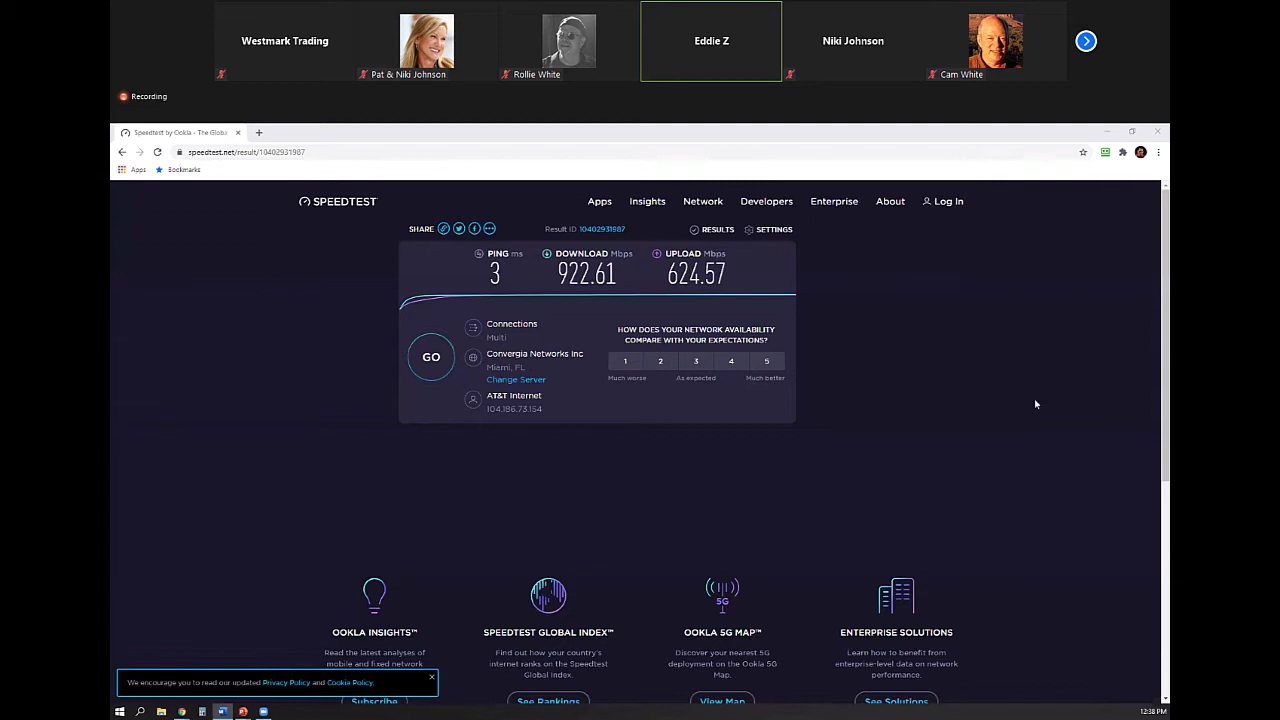 Westmark Trading
Pat & Niki Johnson
Rollie White
Eddie Z
Niki Johnson
Cam White
Recording
Speedtest by Ookla - The Globa
speedtest.net/result/10402931987
Apps
Bookmarks
SPEEDTEST
Apps
Insights
Network
Developers
Enterprise
About
Log In
SHARE
Result ID 10402931987
RESULTS
SETTINGS
PING ms
3
DOWNLOAD Mbps
922.61
UPLOAD Mbps
624.57
GO
Connections
Multi
Convergia Networks Inc
Miami, FL
Change Server
AT&T Internet
104.186.73.154
HOW DOES YOUR NETWORK AVAILABILITY
COMPARE WITH YOUR EXPECTATIONS?
1 2 3 4 5
Much worse As expected Much better
5G
OOKLA INSIGHTS™
Read the latest analyses of
mobile and fixed network
Subscribe
SPEEDTEST GLOBAL INDEX™
Find out how your country's
internet ranks on the Speedtest
Global Index.
See Rankings
OOKLA 5G MAP™
Discover your nearest 5G
deployment on the Ookla 5G
Map.
View Map
ENTERPRISE SOLUTIONS
Learn how to benefit from
enterprise-level data on network
performance.
See Solutions
We encourage you to read our updated Privacy Policy and Cookie Policy.
12:38 PM